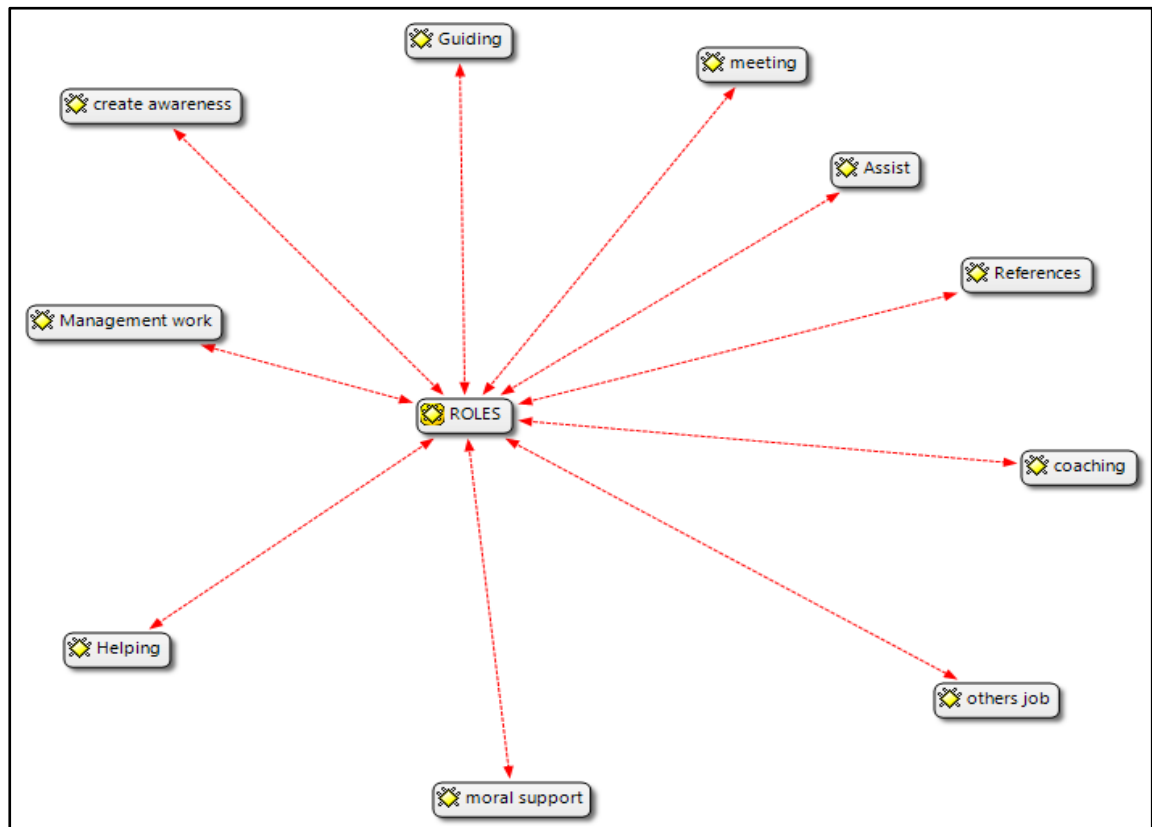 Guiding
meeting
create awareness
Assist
References
Management work
ROLES
coaching
Helping
others job
moral support